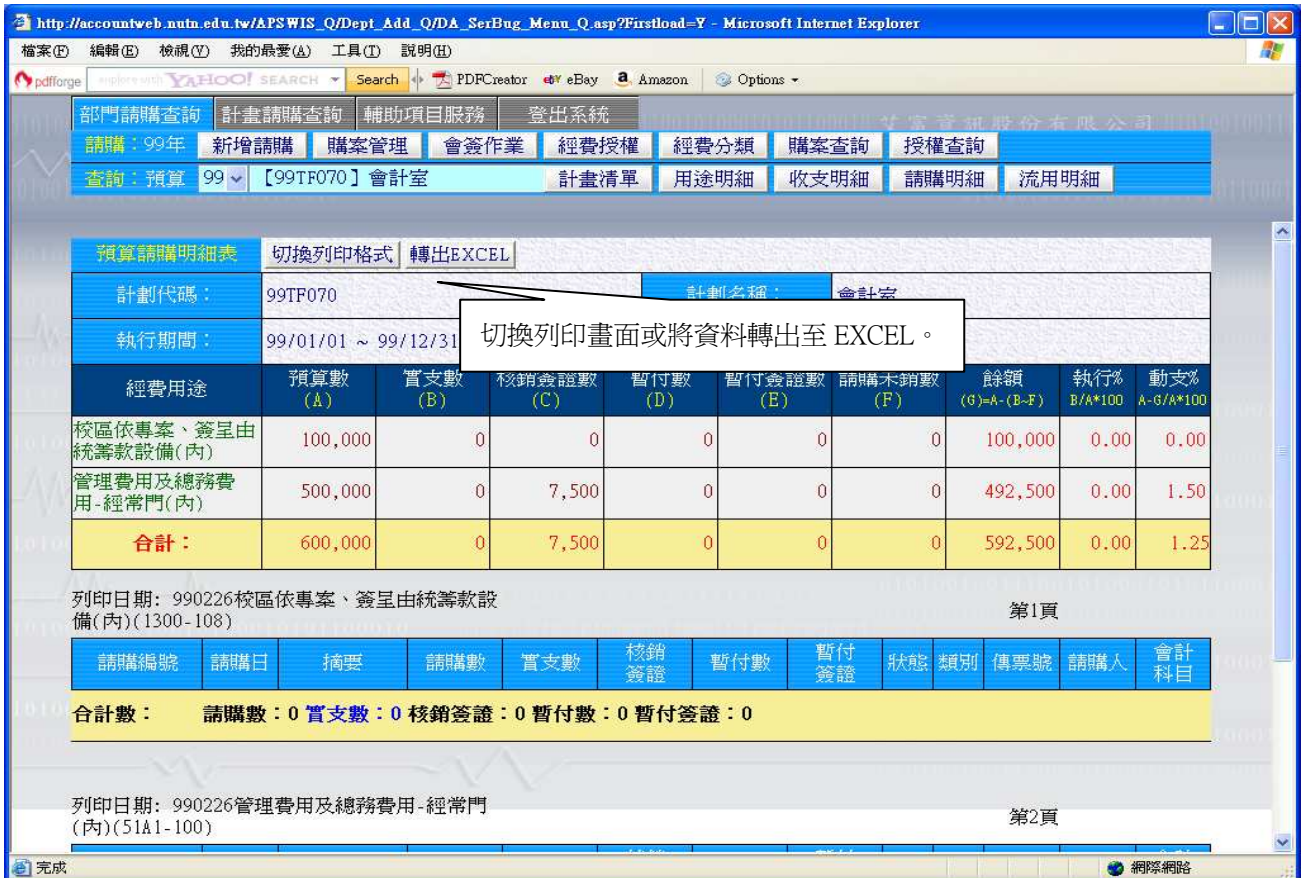 http://accountweb.nutn.edu.tw/APSWIS_Q/Dept_Add_Q/DA_SerBug_Menu_Q.asp?Firstload=Y - Microsoft Internet Explorer
檔案(F) 編輯(E) 檢視(V) 我的最愛(A) 工具(T) 說明(H)
pdfforge YAHOO! SEARCH Search PDFCreator eBay Amazon Options
部門請購查詢 計畫請購查詢 輔助項目服務 登出系統
艾富資訊股份有限公司
請購：99年 新增請購 購案管理 會簽作業 經費授權 經費分類 購案查詢 授權查詢
查詢：預算 99 【99TF070】會計室 計畫清單 用途明細 收支明細 請購明細 流用明細
預算請購明細表 切換列印格式 轉出EXCEL
計劃代碼： 99TF070 計劃名稱： 會計室
執行期間： 99/01/01 ~ 99/12/31
切換列印畫面或將資料轉出至 EXCEL。
經費用途 預算數 實支數 核銷簽證數 暫付數 暫付簽證數 請購未銷數 餘額 執行% 動支%
(A) (B) (C) (D) (E) (F) (G)=A-(B~F) B/A*100 A-G/A*100
校區依專案、簽呈由
統籌款設備(內) 100,000 0 0 0 0 0 100,000 0.00 0.00
管理費用及總務費
用-經常門(內) 500,000 0 7,500 0 0 0 492,500 0.00 1.50
合計： 600,000 0 7,500 0 0 0 592,500 0.00 1.25
列印日期: 990226校區依專案、簽呈由統籌款設
備(內)(1300-108) 第1頁
請購編號 請購日 摘要 請購數 實支數 核銷簽證 暫付數 暫付簽證 狀態 類別 傳票號 請購人 會計科目
合計數： 請購數：0 實支數：0 核銷簽證：0 暫付數：0 暫付簽證：0
列印日期: 990226管理費用及總務費用-經常門
(內)(51A1-100) 第2頁
完成 網際網路